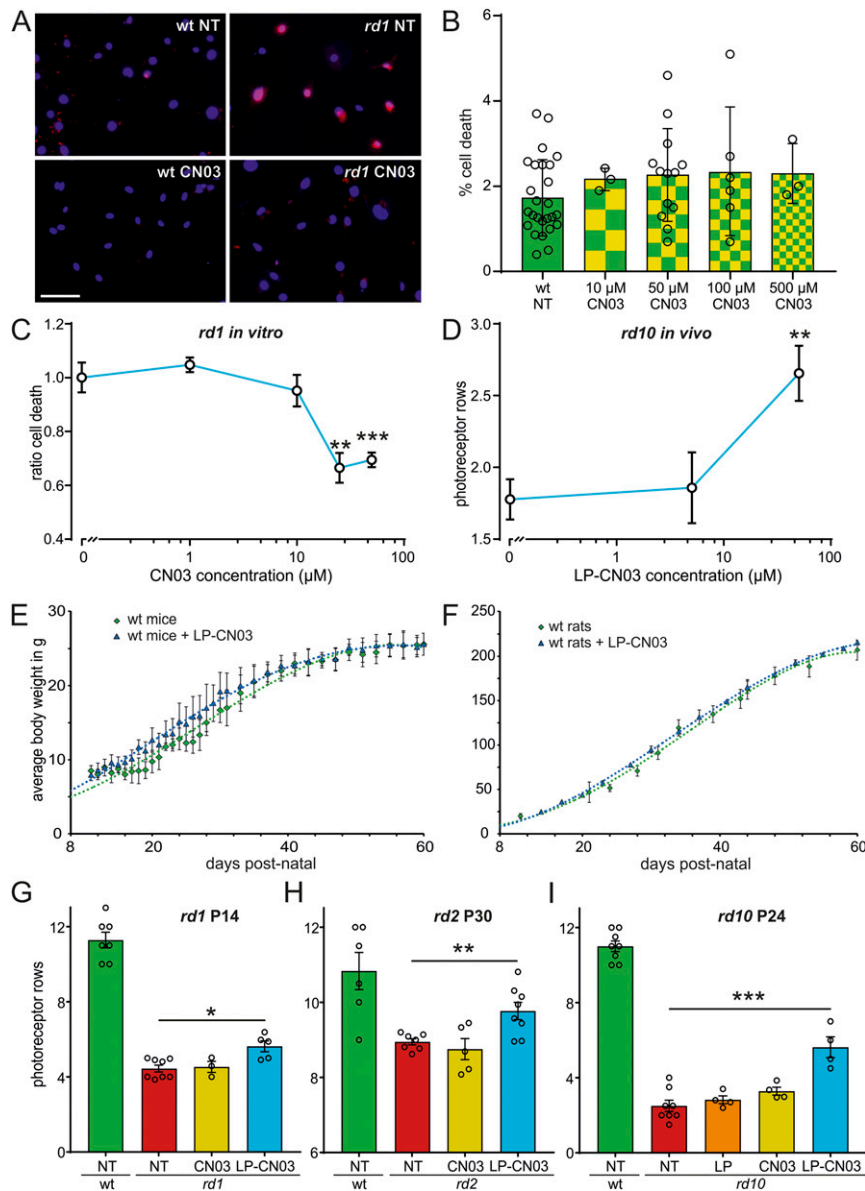 A
wt NT
rd1 NT
wt CN03
rd1 CN03
B
% cell death
6
4
2
0
wt NT
10 µM CN03
50 µM CN03
100 µM CN03
500 µM CN03
C
rd1 in vitro
ratio cell death
1.2
1.0
0.8
0.6
0.4
** ***
0 1 10 100
CN03 concentration (µM)
D
rd10 in vivo
photoreceptor rows
3.0
2.5
2.0
1.5
**
0 1 10 100
LP-CN03 concentration (µM)
E
average body weight in g
30
20
10
0
wt mice
wt mice + LP-CN03
8 20 40 60
days post-natal
F
250
200
150
100
50
0
wt rats
wt rats + LP-CN03
8 20 40 60
days post-natal
G
rd1 P14
photoreceptor rows
12
8
4
0
*
NT NT CN03 LP-CN03
wt rd1
H
rd2 P30
12
10
8
6
**
NT NT CN03 LP-CN03
wt rd2
I
rd10 P24
12
8
4
0
***
NT NT LP CN03 LP-CN03
wt rd10